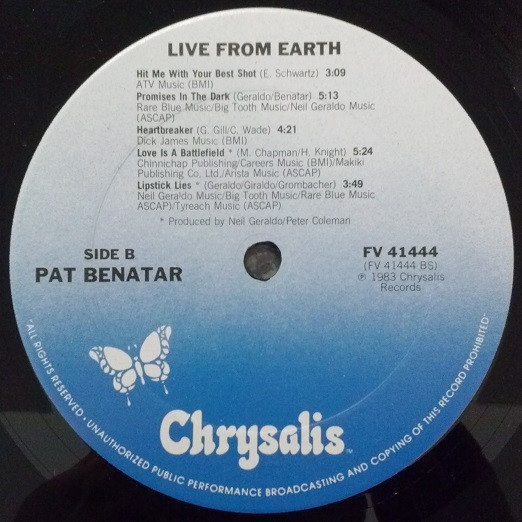 LIVE FROM EARTH
Hit Me With Your Best Shot (E. Schwartz) 3:09
ATV Music (BMI)
Promises In The Dark (Geraldo/Benatar) 5:13
Rare Blue Music/Big Tooth Music/Neil Geraldo Music
(ASCAP)
Heartbreaker (G. Gill/C. Wade) 4:21
Dick James Music (BMI)
Love Is A Battlefield * (M. Chapman/H. Knight) 5:24
Chinnichap Publishing/Careers Music (BMI)/Makiki
Publishing Co. Ltd./Arista Music (ASCAP)
Lipstick Lies * (Geraldo/Giraldo/Grombacher) 3:49
Neil Geraldo Music/Big Tooth Music/Rare Blue Music
ASCAP)/Tyreach Music (ASCAP)
* Produced by Neil Geraldo/Peter Coleman
SIDE B
PAT BENATAR
FV 41444
(FV 41444 BS)
℗ 1983 Chrysalis
Records
Chrysalis™
ALL RIGHTS RESERVED · UNAUTHORIZED PUBLIC PERFORMANCE BROADCASTING AND COPYING OF THIS RECORD PROHIBITED